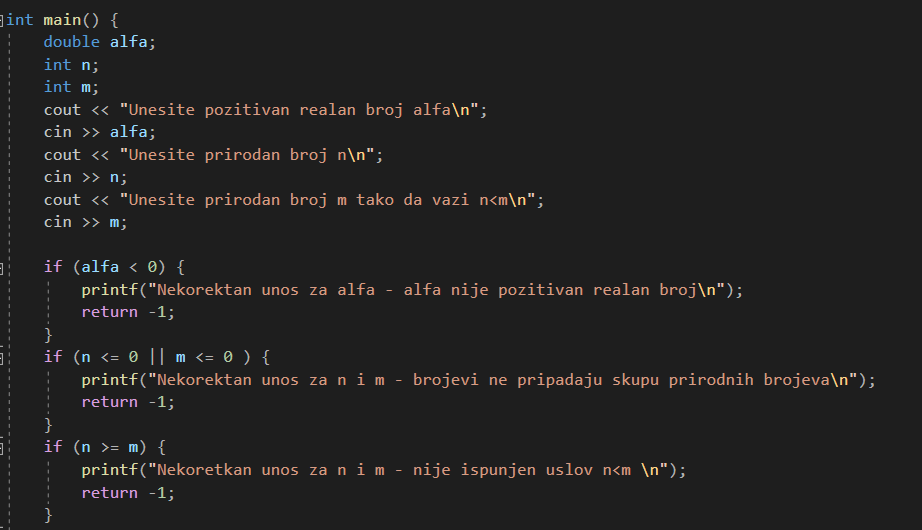 int main() {
    double alfa;
    int n;
    int m;
    cout << "Unesite pozitivan realan broj alfa\n";
    cin >> alfa;
    cout << "Unesite prirodan broj n\n";
    cin >> n;
    cout << "Unesite prirodan broj m tako da vazi n<m\n";
    cin >> m;

    if (alfa < 0) {
        printf("Nekorektan unos za alfa - alfa nije pozitivan realan broj\n");
        return -1;
    }
    if (n <= 0 || m <= 0 ) {
        printf("Nekorektan unos za n i m - brojevi ne pripadaju skupu prirodnih brojeva\n");
        return -1;
    }
    if (n >= m) {
        printf("Nekoretkan unos za n i m - nije ispunjen uslov n<m \n");
        return -1;
    }